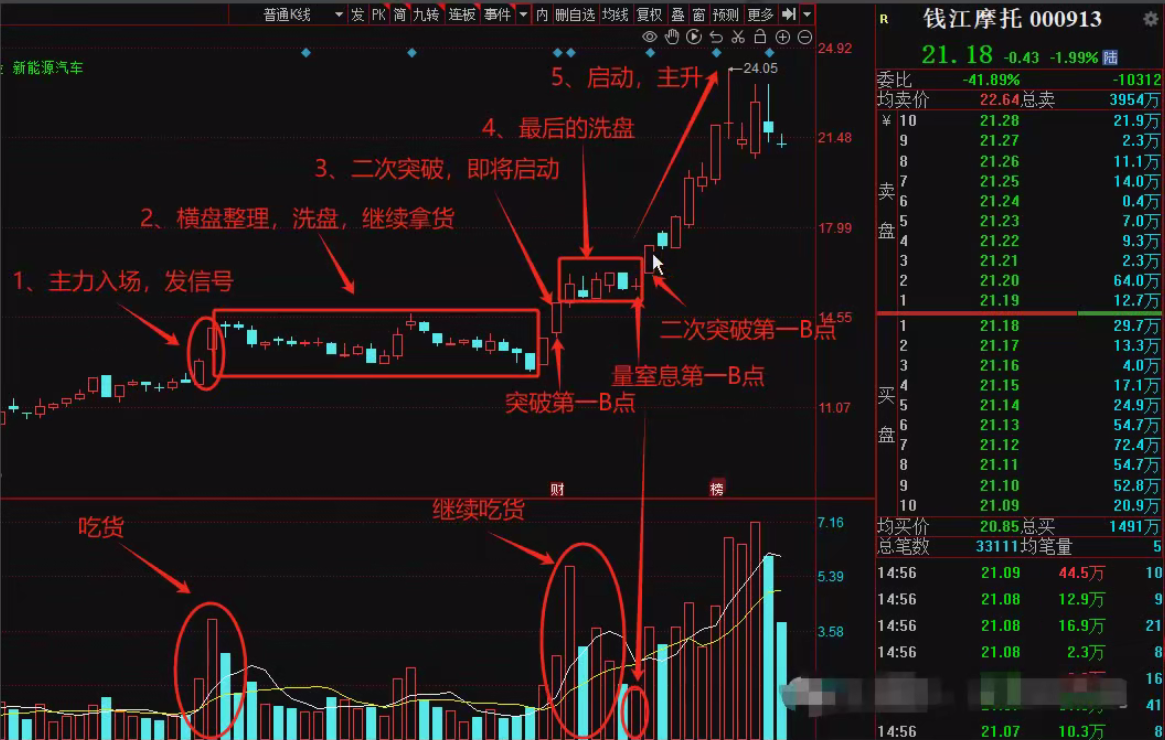 普通K线 发 PK 简 九转 连板 事件 内 删自选 均线 复权 叠 窗 预测 更多
新能源汽车
24.92
21.48
17.99
14.55
11.07
←24.05
5、启动，主升
4、最后的洗盘
3、二次突破，即将启动
2、横盘整理，洗盘，继续拿货
1、主力入场，发信号
二次突破第一B点
量窒息第一B点
突破第一B点
财 榜
继续吃货
吃货
7.16
5.39
3.58
R 钱江摩托 000913
21.18 -0.43 -1.99% 陆
委比 -41.89% -10312
均卖价 22.64 总卖 3954万
¥ 10 21.28 21.9万
9 21.27 2.3万
8 21.26 11.1万
7 21.25 14.0万
卖 6 21.24 0.4万
5 21.23 7.0万
盘 4 21.22 9.3万
3 21.21 2.3万
2 21.20 64.0万
1 21.19 12.7万
1 21.18 29.7万
2 21.17 13.3万
3 21.16 4.0万
买 4 21.15 17.1万
5 21.14 24.9万
盘 6 21.13 54.7万
7 21.12 72.4万
8 21.11 54.7万
9 21.10 52.8万
10 21.09 20.9万
均买价 20.85 总买 1491万
总笔数 33111 均笔量 5
14:56 21.09 44.5万 10
14:56 21.08 12.9万 9
14:56 21.08 16.9万 21
14:56 21.08 2.3万 8
16
41
14:56 21.07 10.3万 8